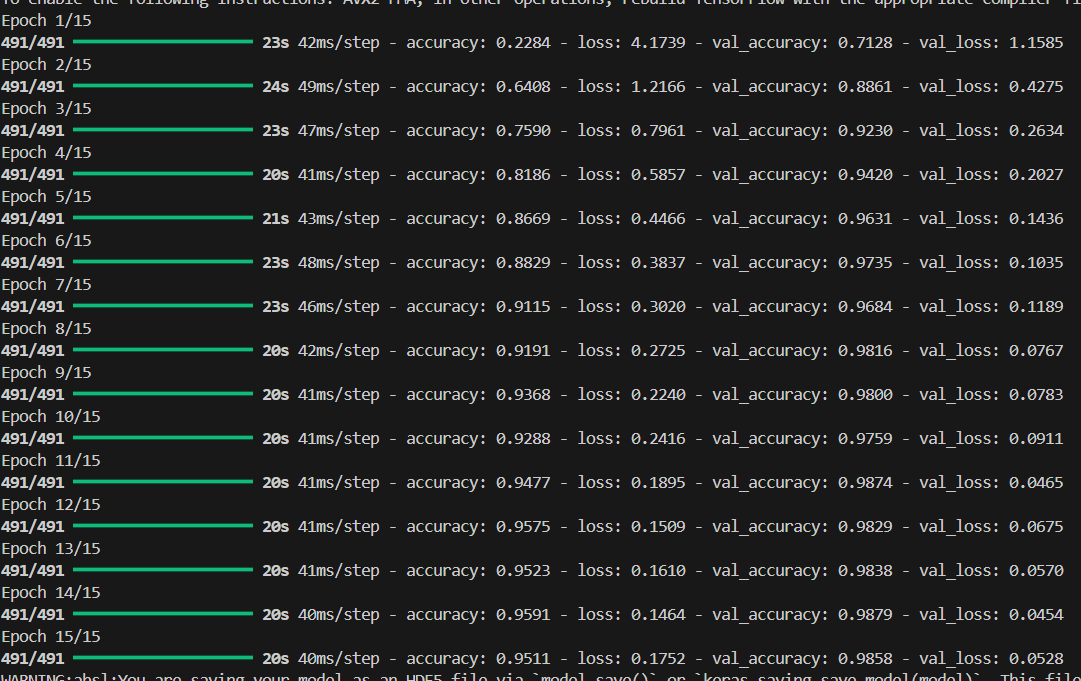 To enable the following instructions: AVX2 FMA, in other operations, rebuild TensorFlow with the appropriate compiler
Epoch 1/15
491/491 23s 42ms/step - accuracy: 0.2284 - loss: 4.1739 - val_accuracy: 0.7128 - val_loss: 1.1585
Epoch 2/15
491/491 24s 49ms/step - accuracy: 0.6408 - loss: 1.2166 - val_accuracy: 0.8861 - val_loss: 0.4275
Epoch 3/15
491/491 23s 47ms/step - accuracy: 0.7590 - loss: 0.7961 - val_accuracy: 0.9230 - val_loss: 0.2634
Epoch 4/15
491/491 20s 41ms/step - accuracy: 0.8186 - loss: 0.5857 - val_accuracy: 0.9420 - val_loss: 0.2027
Epoch 5/15
491/491 21s 43ms/step - accuracy: 0.8669 - loss: 0.4466 - val_accuracy: 0.9631 - val_loss: 0.1436
Epoch 6/15
491/491 23s 48ms/step - accuracy: 0.8829 - loss: 0.3837 - val_accuracy: 0.9735 - val_loss: 0.1035
Epoch 7/15
491/491 23s 46ms/step - accuracy: 0.9115 - loss: 0.3020 - val_accuracy: 0.9684 - val_loss: 0.1189
Epoch 8/15
491/491 20s 42ms/step - accuracy: 0.9191 - loss: 0.2725 - val_accuracy: 0.9816 - val_loss: 0.0767
Epoch 9/15
491/491 20s 41ms/step - accuracy: 0.9368 - loss: 0.2240 - val_accuracy: 0.9800 - val_loss: 0.0783
Epoch 10/15
491/491 20s 41ms/step - accuracy: 0.9288 - loss: 0.2416 - val_accuracy: 0.9759 - val_loss: 0.0911
Epoch 11/15
491/491 20s 41ms/step - accuracy: 0.9477 - loss: 0.1895 - val_accuracy: 0.9874 - val_loss: 0.0465
Epoch 12/15
491/491 20s 41ms/step - accuracy: 0.9575 - loss: 0.1509 - val_accuracy: 0.9829 - val_loss: 0.0675
Epoch 13/15
491/491 20s 41ms/step - accuracy: 0.9523 - loss: 0.1610 - val_accuracy: 0.9838 - val_loss: 0.0570
Epoch 14/15
491/491 20s 40ms/step - accuracy: 0.9591 - loss: 0.1464 - val_accuracy: 0.9879 - val_loss: 0.0454
Epoch 15/15
491/491 20s 40ms/step - accuracy: 0.9511 - loss: 0.1752 - val_accuracy: 0.9858 - val_loss: 0.0528
WARNING:absl:You are saving your model as an HDF5 file via `model.save()` or `keras.saving.save_model(model)`. This file